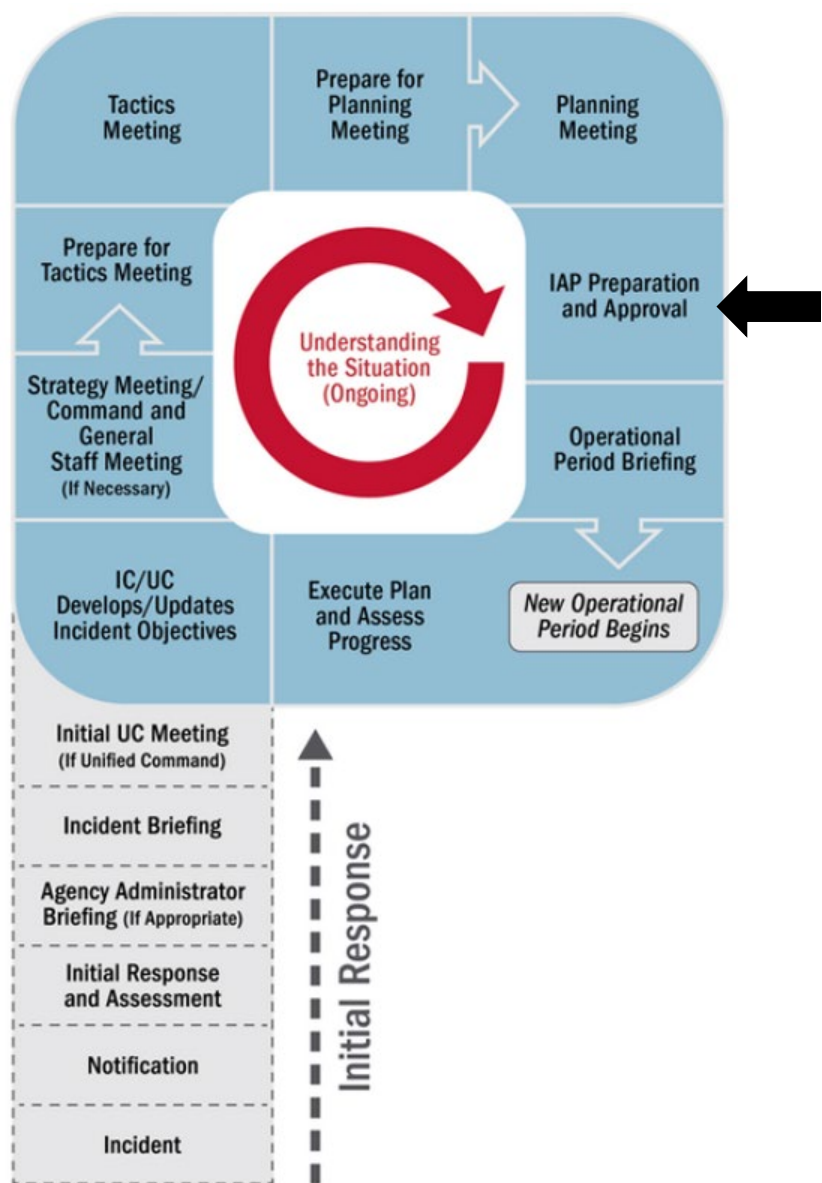 Tactics
Meeting
Prepare for
Planning
Meeting
Planning
Meeting
Prepare for
Tactics Meeting
Understanding
the Situation
(Ongoing)
IAP Preparation
and Approval
Strategy Meeting/
Command and
General
Staff Meeting
(If Necessary)
Operational
Period Briefing
IC/UC
Develops/Updates
Incident Objectives
Execute Plan
and Assess
Progress
New Operational
Period Begins
Initial UC Meeting
(If Unified Command)
Incident Briefing
Agency Administrator
Briefing (If Appropriate)
Initial Response
and Assessment
Notification
Incident
Initial Response